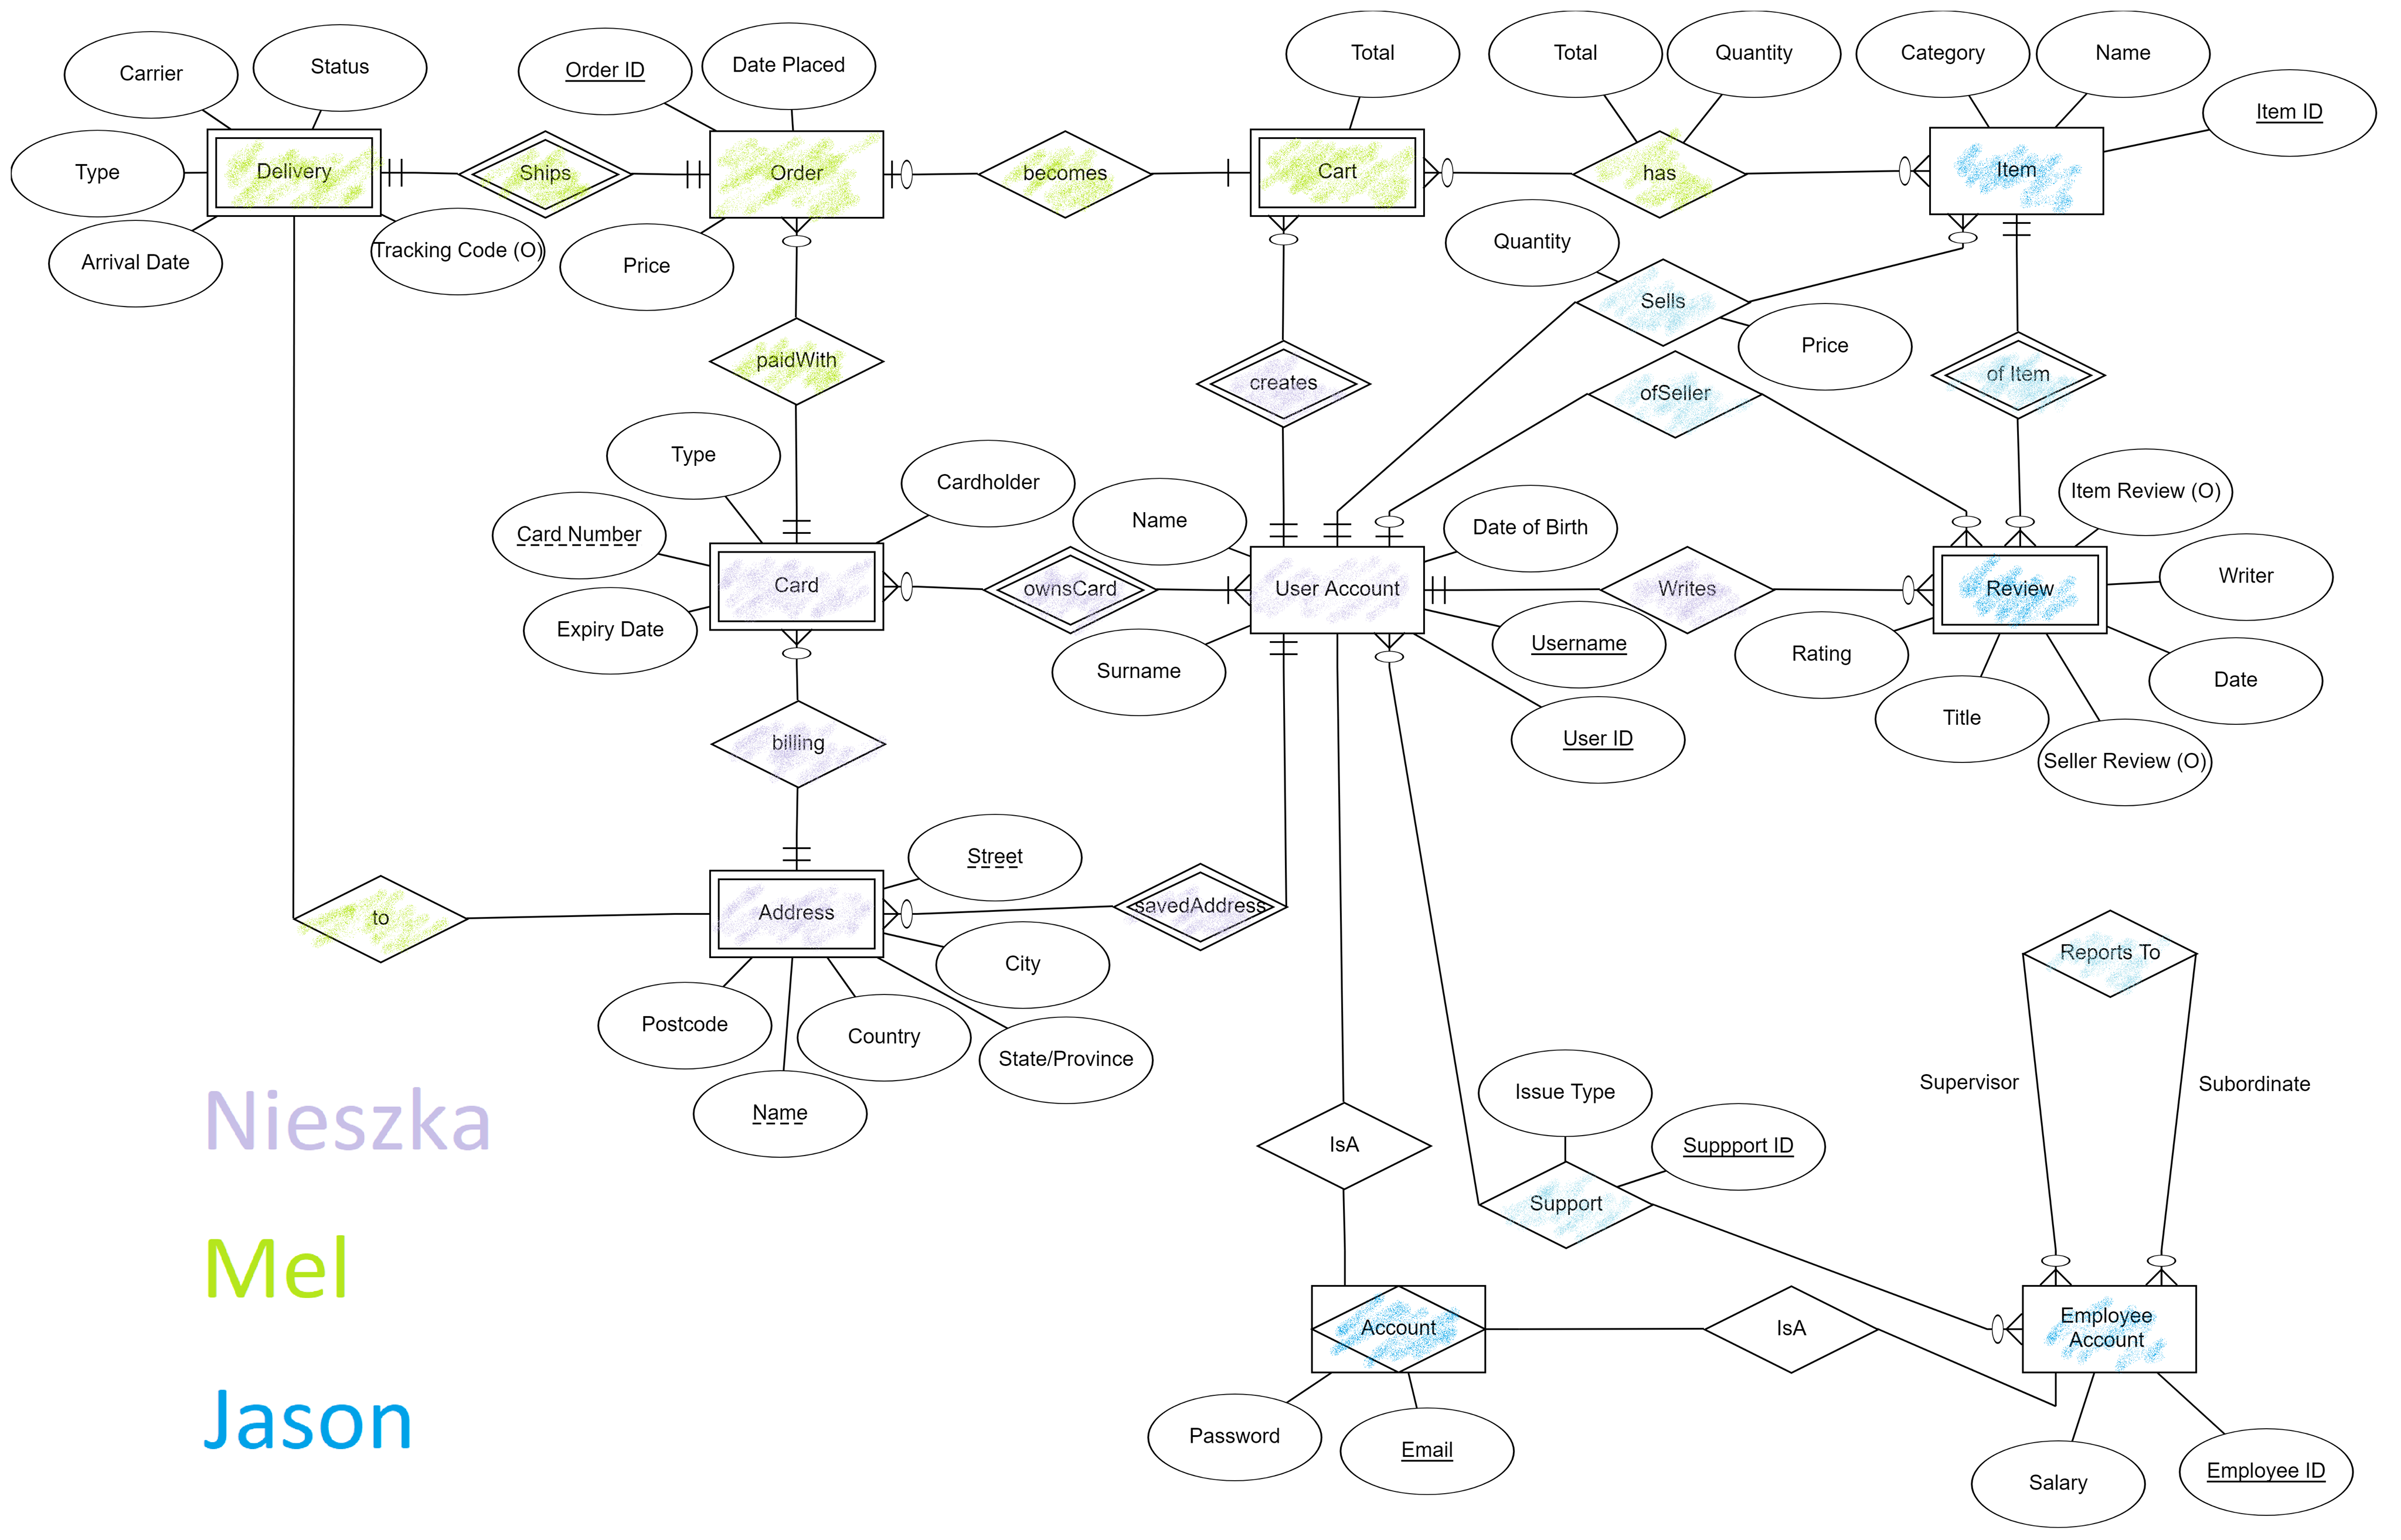 Carrier
Status
Order ID
Date Placed
Total
Total
Quantity
Category
Name
Item ID
Type
Delivery
Ships
Order
becomes
Cart
has
Item
Arrival Date
Tracking Code (O)
Price
Quantity
Sells
Price
paidWith
creates
ofSeller
of Item
Type
Cardholder
Card Number
Name
Date of Birth
Item Review (O)
Card
ownsCard
User Account
Writes
Review
Writer
Expiry Date
Surname
Username
Rating
Date
Title
User ID
Seller Review (O)
billing
Street
to
Address
savedAddress
City
Reports To
Postcode
Country
State/Province
Name
Supervisor
Subordinate
Issue Type
Suppport ID
IsA
Support
Nieszka
Mel
Jason
Account
IsA
Employee
Account
Password
Email
Salary
Employee ID